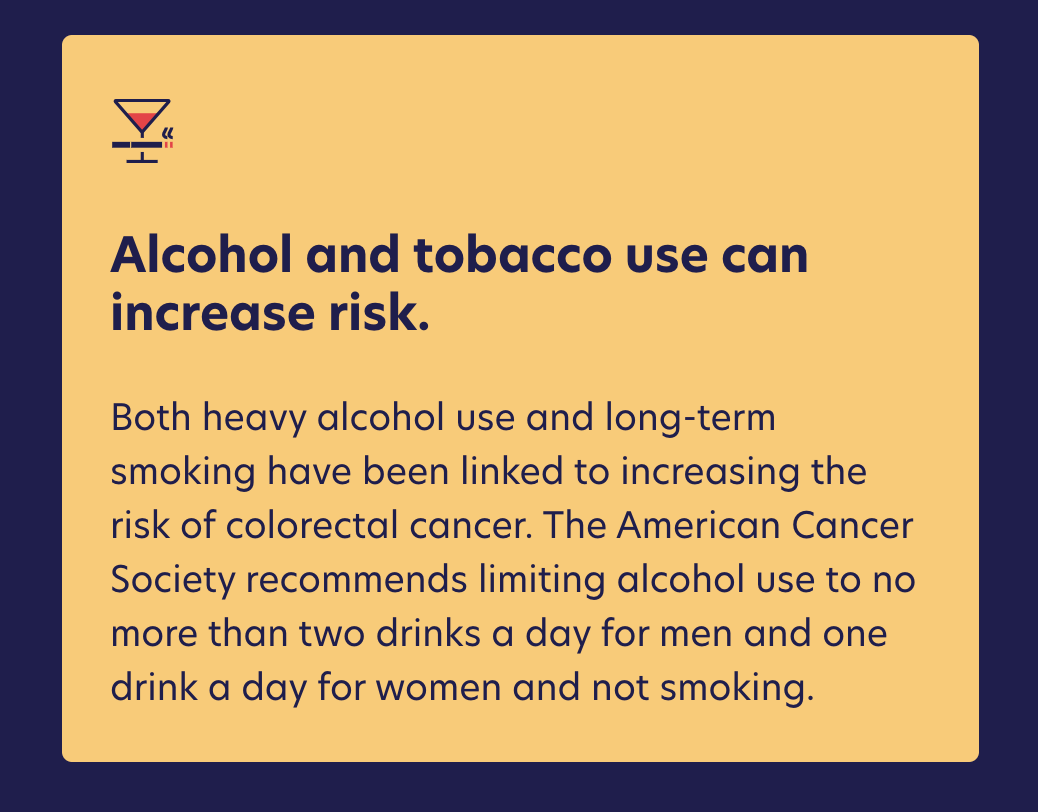 Alcohol and tobacco use can
increase risk.
Both heavy alcohol use and long-term
smoking have been linked to increasing the
risk of colorectal cancer. The American Cancer
Society recommends limiting alcohol use to no
more than two drinks a day for men and one
drink a day for women and not smoking.